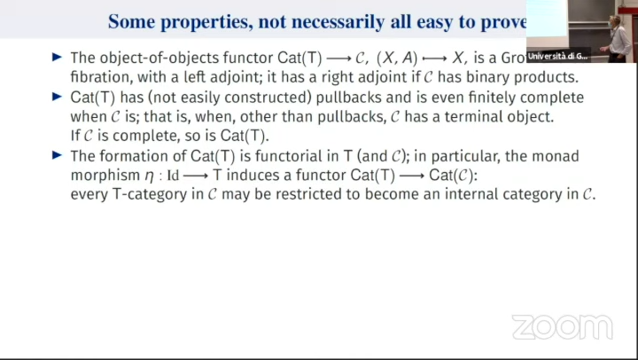 Some properties, not necessarily all easy to prove
Università di G...
► The object-of-objects functor Cat(T) ⟶ 𝒞, (X, A) ⟼ X, is a Gro
fibration, with a left adjoint; it has a right adjoint if 𝒞 has binary products.
► Cat(T) has (not easily constructed) pullbacks and is even finitely complete
when 𝒞 is; that is, when, other than pullbacks, 𝒞 has a terminal object.
If 𝒞 is complete, so is Cat(T).
► The formation of Cat(T) is functorial in T (and 𝒞); in particular, the monad
morphism η : Id ⟶ T induces a functor Cat(T) ⟶ Cat(𝒞):
every T-category in 𝒞 may be restricted to become an internal category in 𝒞.
zoom